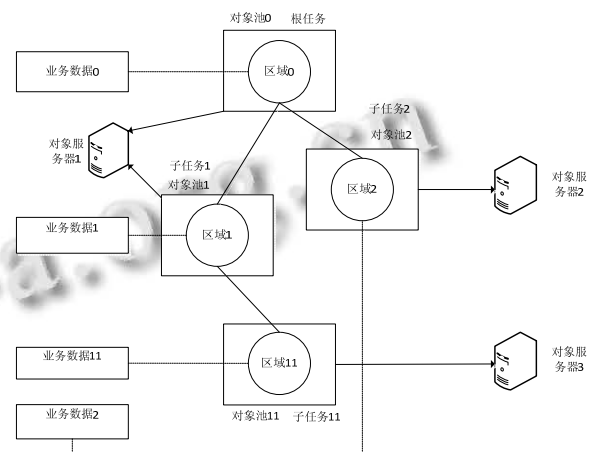 对象池0 根任务
业务数据0
区域0
子任务2
对象池2
对象服
务器1
子任务1
对象池1
区域2
对象服
务器2
业务数据1
区域1
业务数据11
区域11
对象服
务器3
对象池11 子任务11
业务数据2